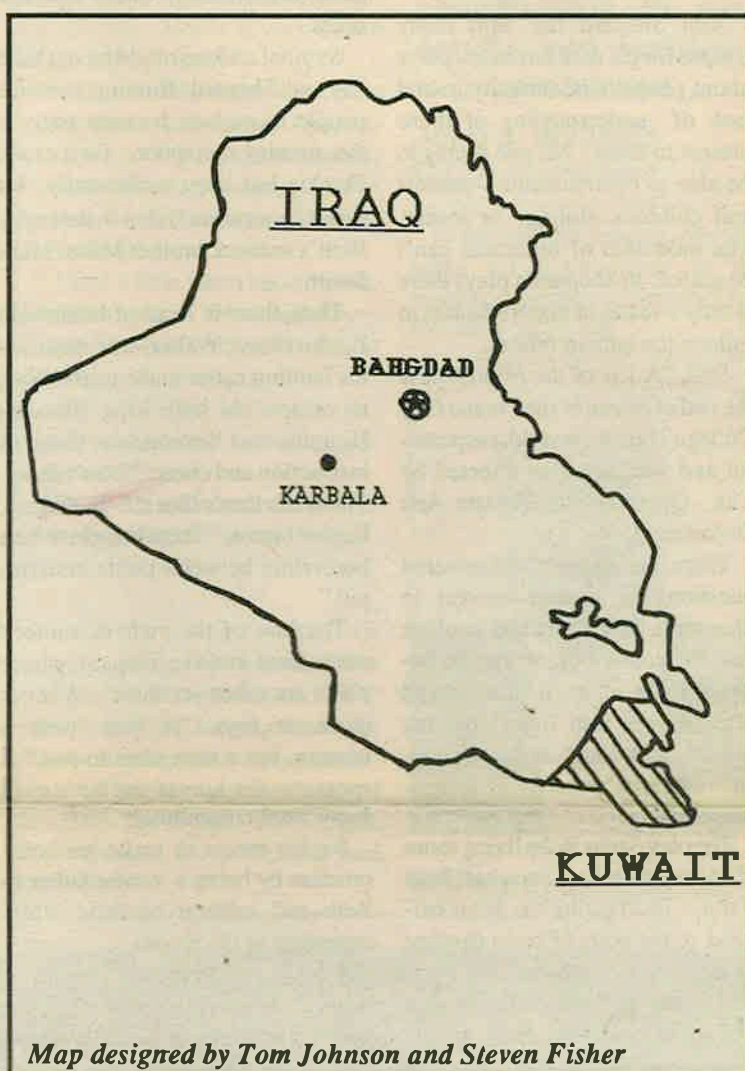 IRAQ
BAHGDAD
KARBALA
KUWAIT
Map designed by Tom Johnson and Steven Fisher